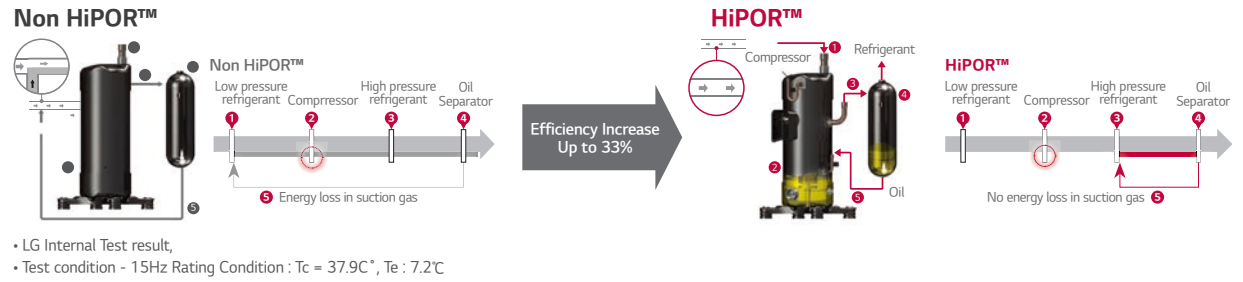 Non HiPOR™
5
Non HiPOR™
Low pressure
refrigerant
Comprressor
High pressure
refrigerant
Oil
Separator
1
2
3
4
5 Energy loss in suction gas
Efficiency Increase
Up to 33%
HiPOR™
1
Compressor
Refrigerant
3
4
2
5
Oil
HiPOR™
Low pressure
refrigerant
Compressor
High pressure
refrigerant
Oil
Separator
1
2
3
4
No energy loss in suction gas 5
• LG Internal Test result,
• Test condition - 15Hz Rating Condition : Tc = 37.9C˚, Te : 7.2℃